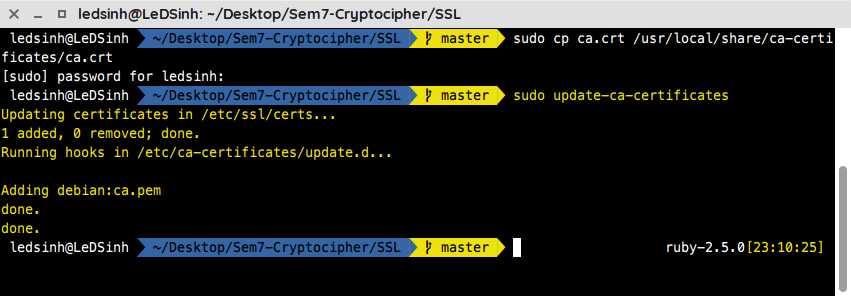 ledsinh@LeDSinh: ~/Desktop/Sem7-Cryptocipher/SSL
ledsinh@LeDSinh ~/Desktop/Sem7-Cryptocipher/SSL master sudo cp ca.crt /usr/local/share/ca-certi
ficates/ca.crt
[sudo] password for ledsinh:
ledsinh@LeDSinh ~/Desktop/Sem7-Cryptocipher/SSL master sudo update-ca-certificates
Updating certificates in /etc/ssl/certs...
1 added, 0 removed; done.
Running hooks in /etc/ca-certificates/update.d...
Adding debian:ca.pem
done.
done.
ledsinh@LeDSinh ~/Desktop/Sem7-Cryptocipher/SSL master ruby-2.5.0[23:10:25]